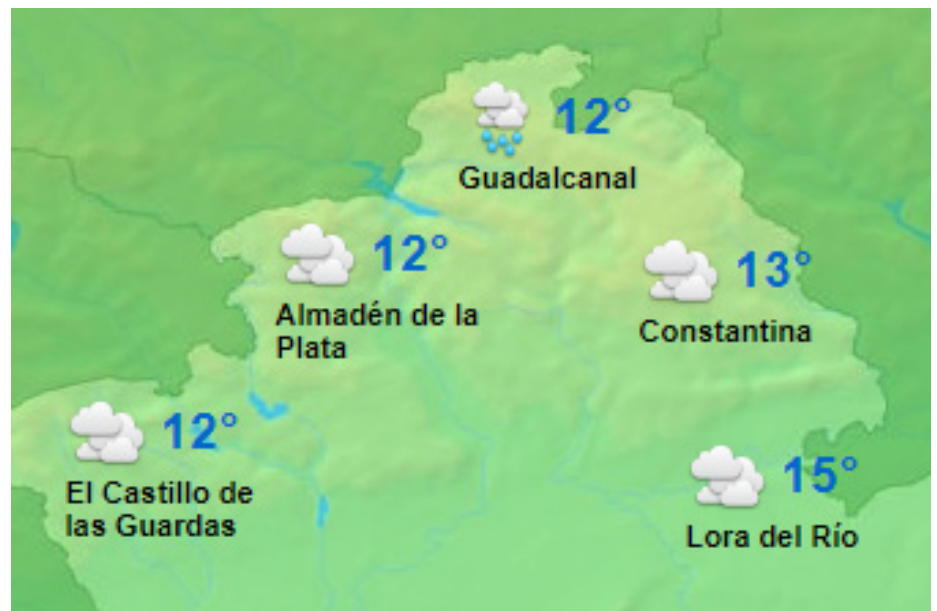 12°
Guadalcanal
12°
Almadén de la
Plata
13°
Constantina
12°
El Castillo de
las Guardas
15°
Lora del Río